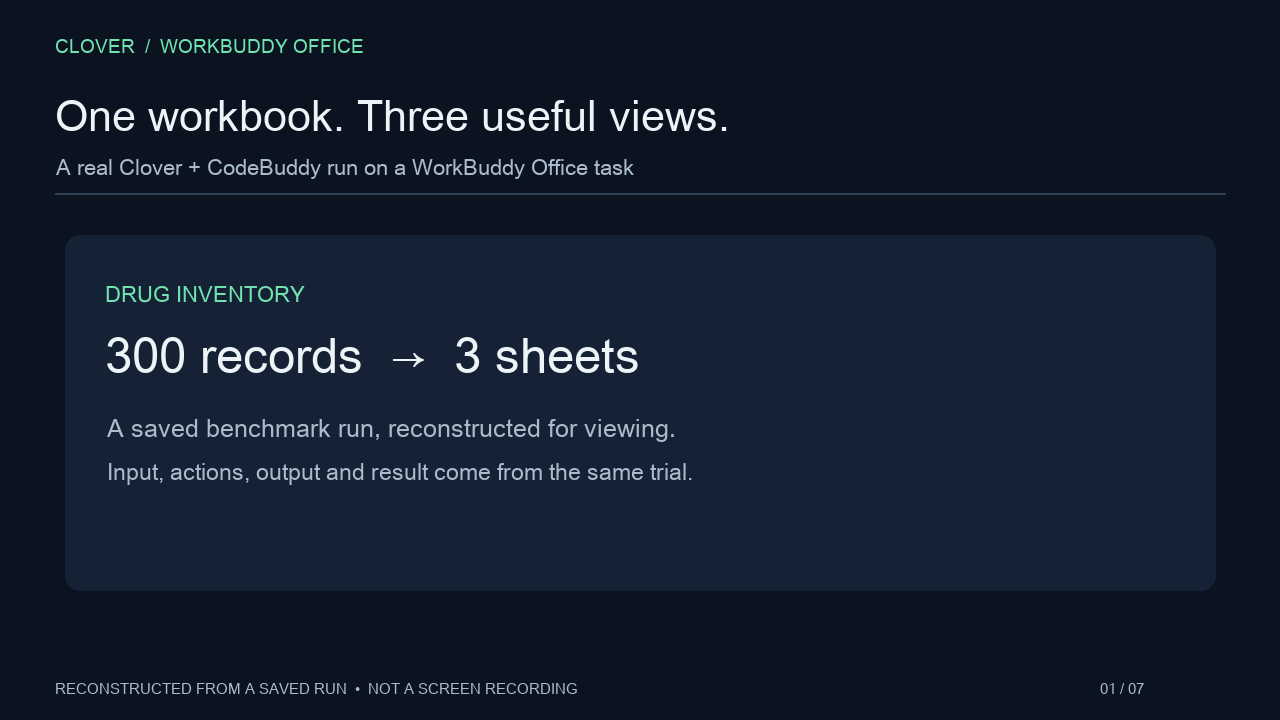 CLOVER / WORKBUDDY OFFICE
One workbook. Three useful views.
A real Clover + CodeBuddy run on a WorkBuddy Office task
DRUG INVENTORY
300 records → 3 sheets
A saved benchmark run, reconstructed for viewing.
Input, actions, output and result come from the same trial.
RECONSTRUCTED FROM A SAVED RUN • NOT A SCREEN RECORDING
01 / 07